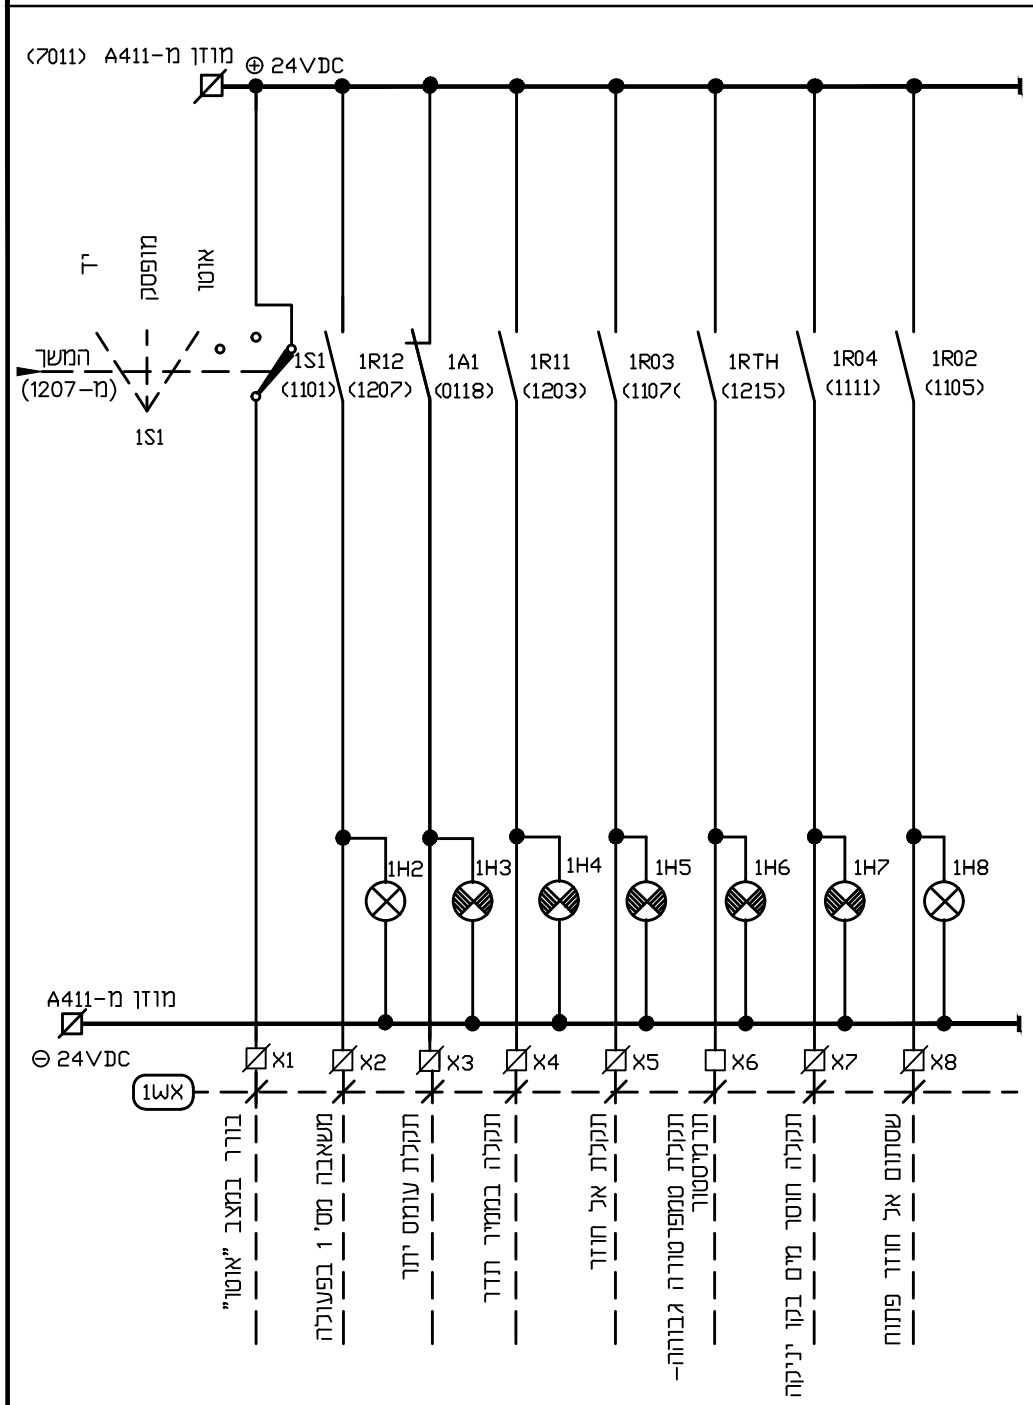 (7011) מוזן מ-A411
⊕ 24VDC
יד
מופסק
אוטו
המשך
(מ-1207)
1S1
1S1
(1101)
1R12
(1207)
1A1
(0118)
1R11
(1203)
1R03
(1107(
1RTH
(1215)
1R04
(1111)
1R02
(1105)
1H2
1H3
1H4
1H5
1H6
1H7
1H8
מוזן מ-A411
⊖ 24VDC
X1
X2
X3
X4
X5
X6
X7
X8
1WX
בורר במצב "אוטו"
משאבה מס' 1 בפעולה
תקלת עומס יתר
תקלה בממיר תדר
תקלת אל חוזר
תקלת טמפרטורה גבוהה-
תרמיסטור
תקלה חוסר מים בקו יניקה
שסתום אל חוזר פתוח